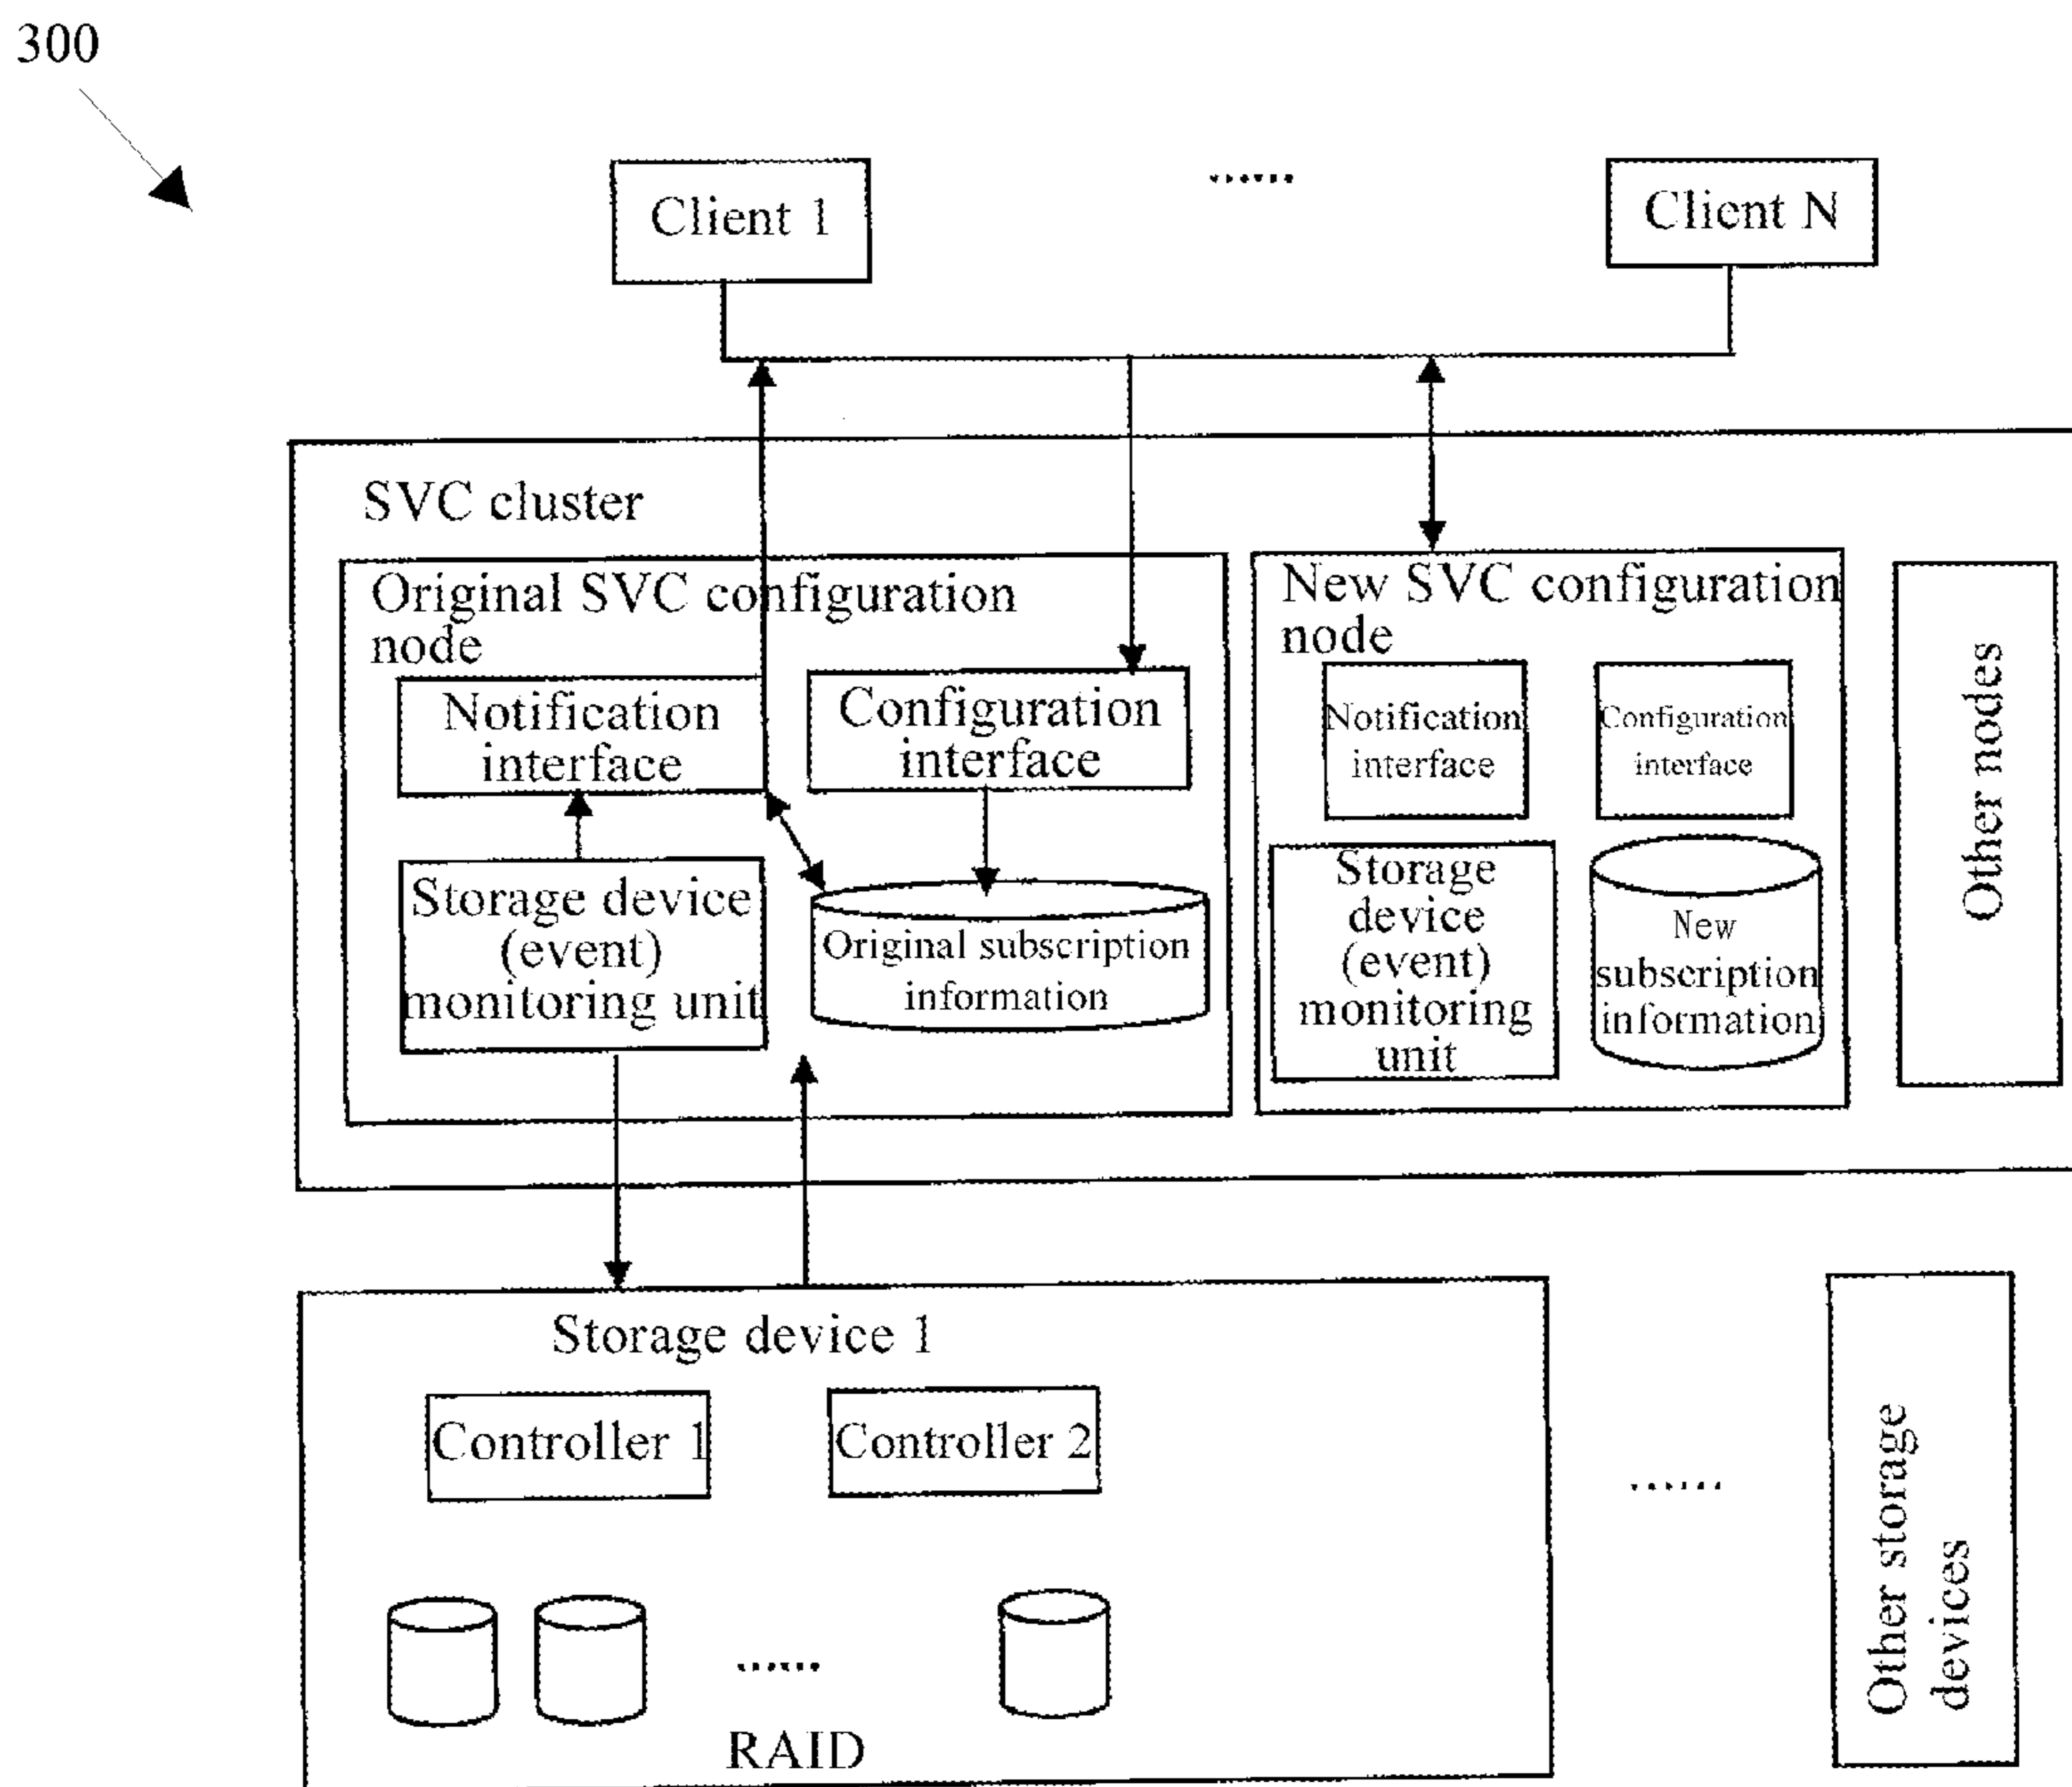 300
Client 1
......
Client N
SVC cluster
Original SVC configuration
node
Notification
interface
Configuration
interface
Storage device
(event)
monitoring unit
Original subscription
information
New SVC configuration
node
Notification
interface
Configuration
interface
Storage
device
(event)
monitoring
unit
New
subscription
information
Other nodes
Storage device 1
Controller 1
Controller 2
......
RAID
......
Other storage
devices